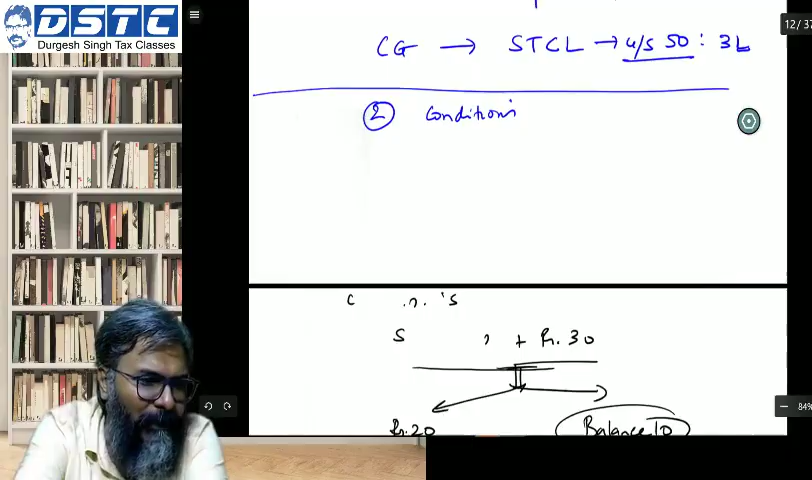 DSTC
Durgesh Singh Tax Classes
12/37
CG → STCL → u/s 50 : 3L
② Conditions
's
S , + Rs. 30
Rs. 20
Balance 10
84%